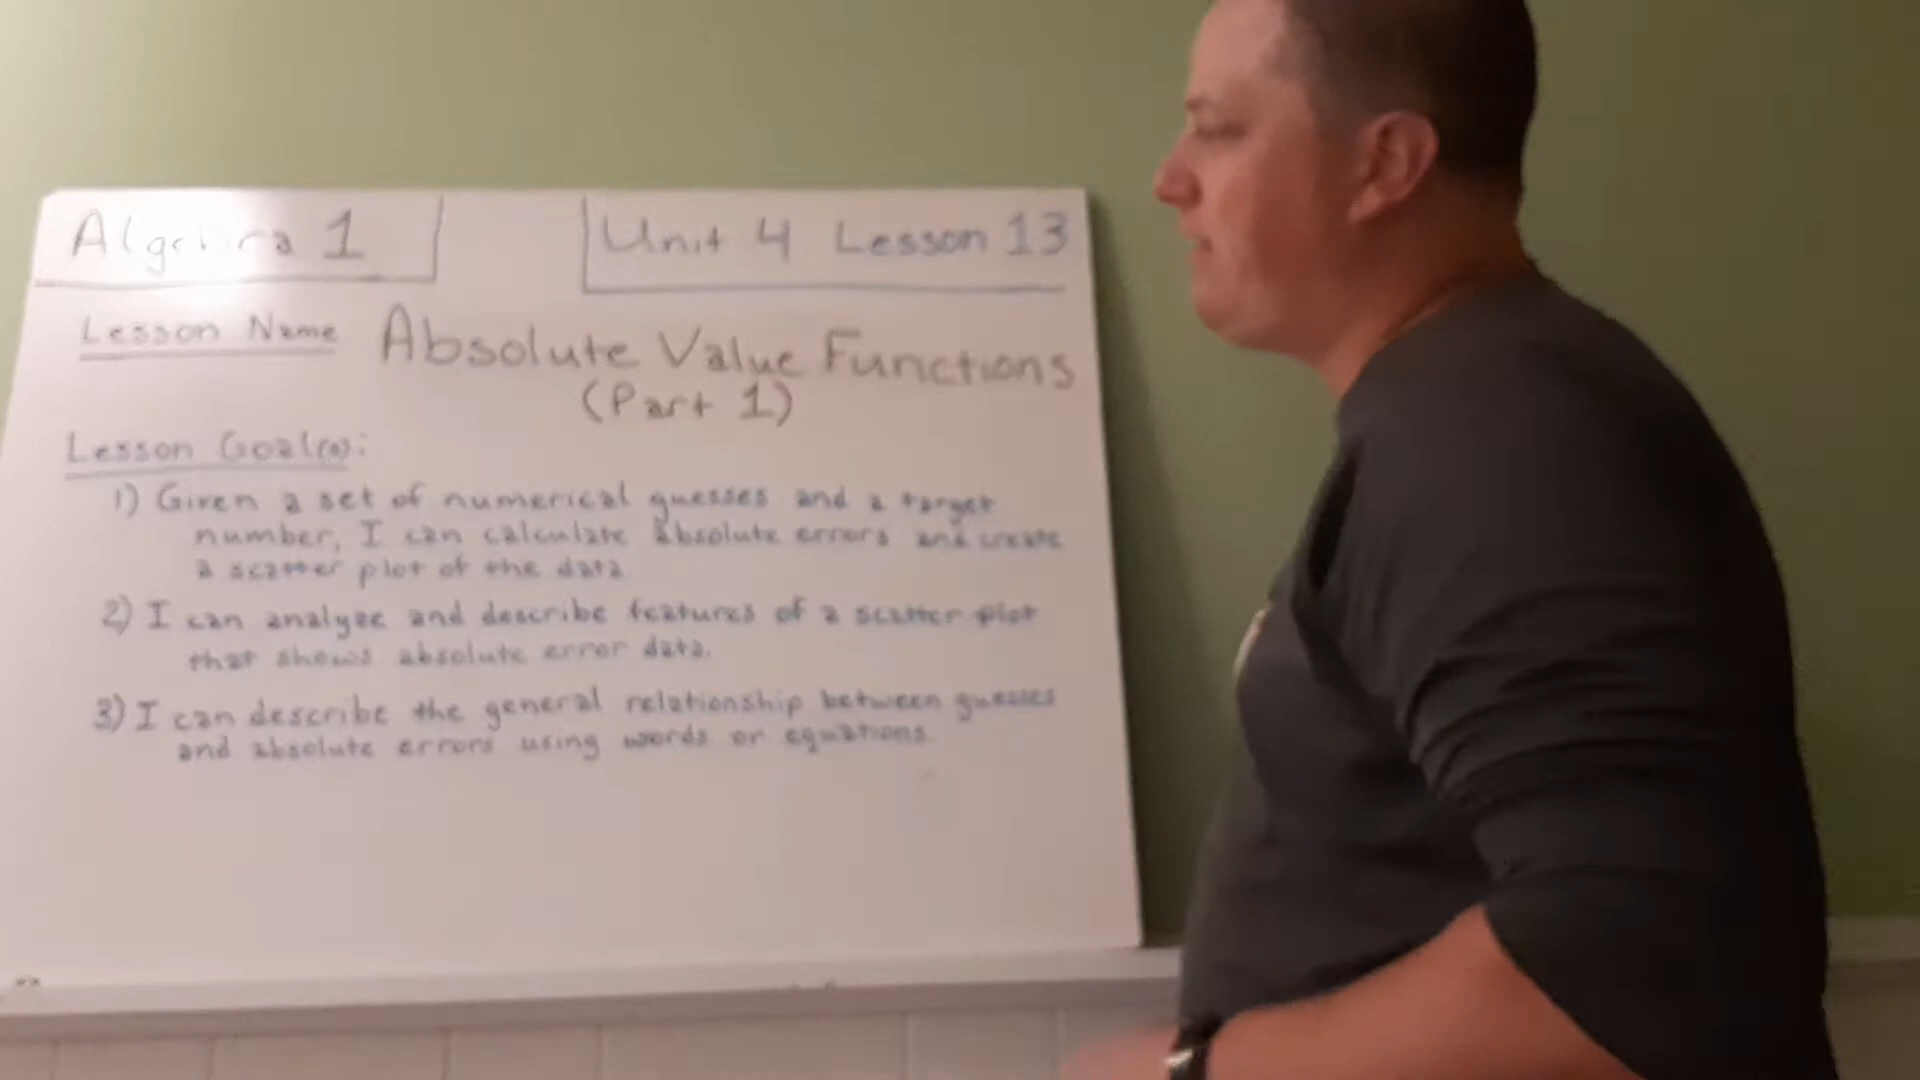 Algebra 1
Unit 4 Lesson 13
Lesson Name Absolute Value Functions
(Part 1)
Lesson Goal(s):
1) Given a set of numerical guesses and a target
number, I can calculate absolute errors and create
a scatter plot of the data
2) I can analyze and describe features of a scatter plot
that shows absolute error data.
3) I can describe the general relationship between guesses
and absolute errors using words or equations.